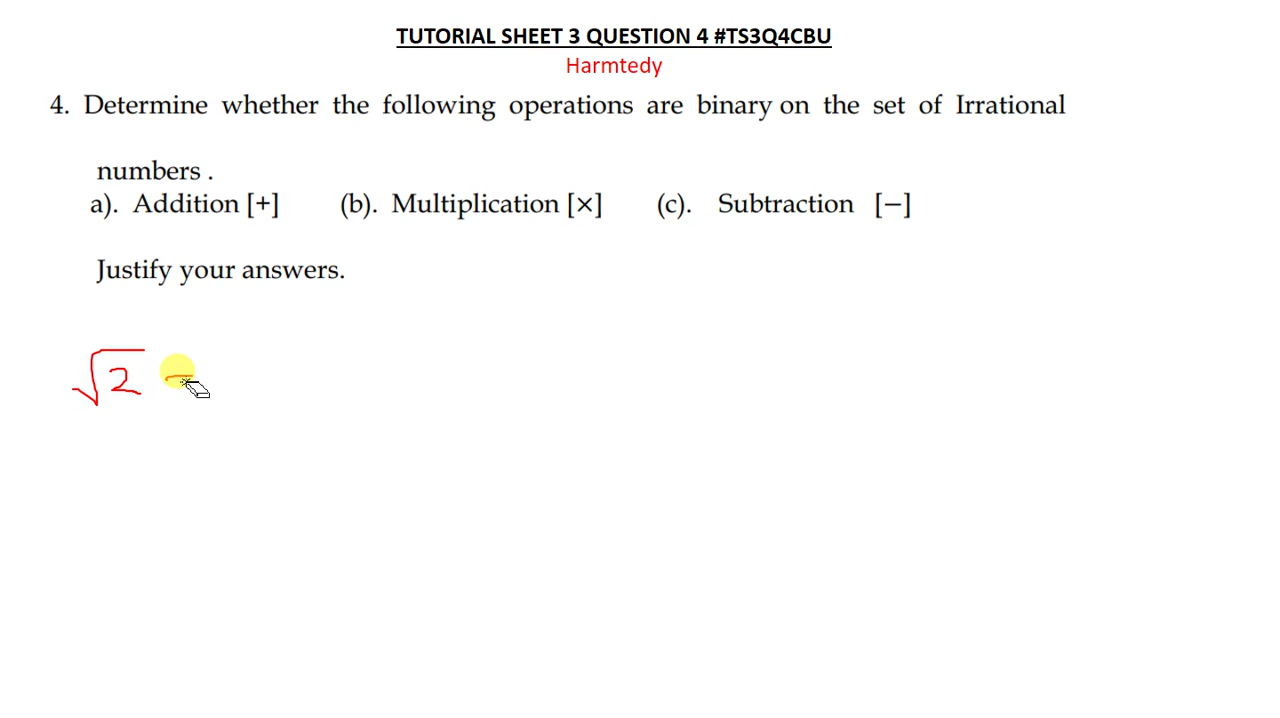 TUTORIAL SHEET 3 QUESTION 4 #TS3Q4CBU
Harmtedy
4. Determine whether the following operations are binary on the set of Irrational
numbers .
a). Addition [+] (b). Multiplication [×] (c). Subtraction [−]
Justify your answers.
√2 −